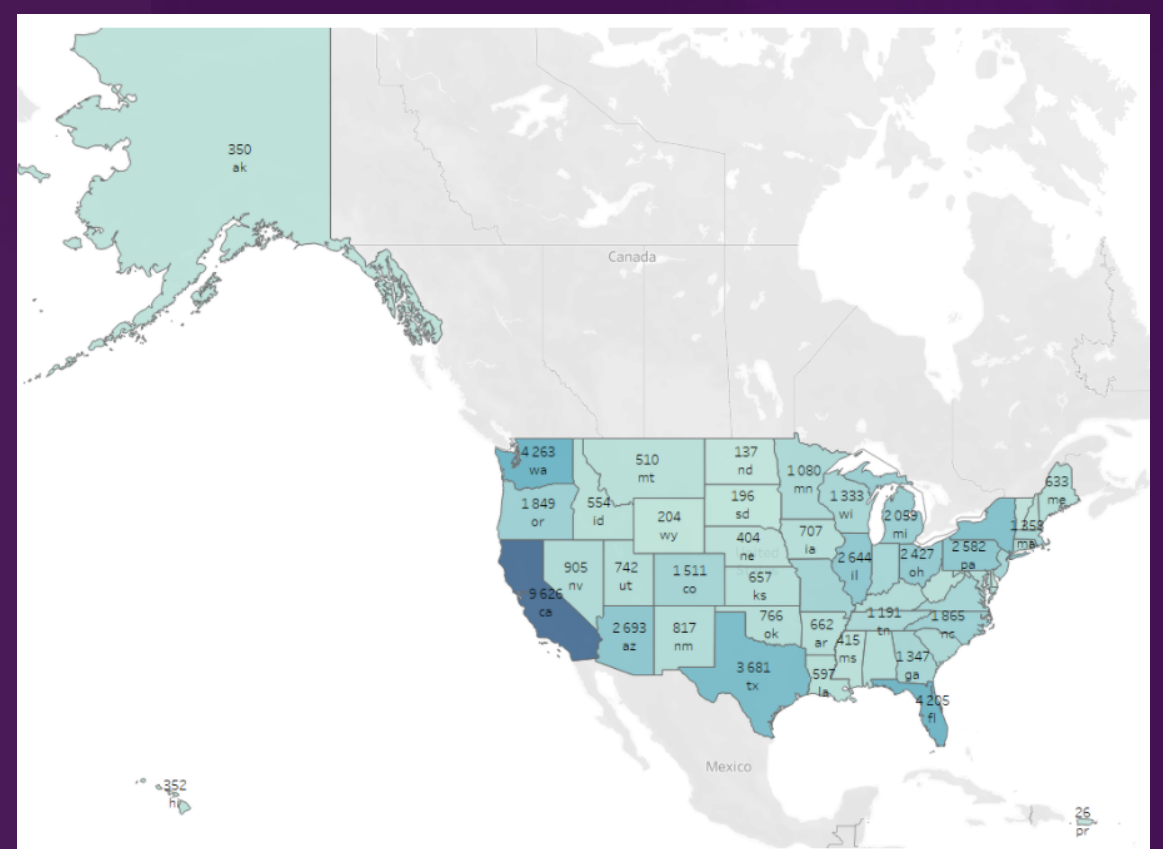 350
ak
Canada
4 263
wa
510
mt
137
nd
1 080
mn
633
me
1 849
or
554
id
204
wy
196
sd
1 333
wi
2 059
mi
1 353
ma
707
ia
404
ne
United
2 644
il
2 427
oh
2 582
pa
905
nv
742
ut
1 511
co
657
ks
9 626
ca
2 693
az
817
nm
766
ok
662
ar
1 191
tn
1 865
nc
415
ms
1 347
ga
3 681
tx
597
la
4 205
fl
Mexico
352
hi
26
pr